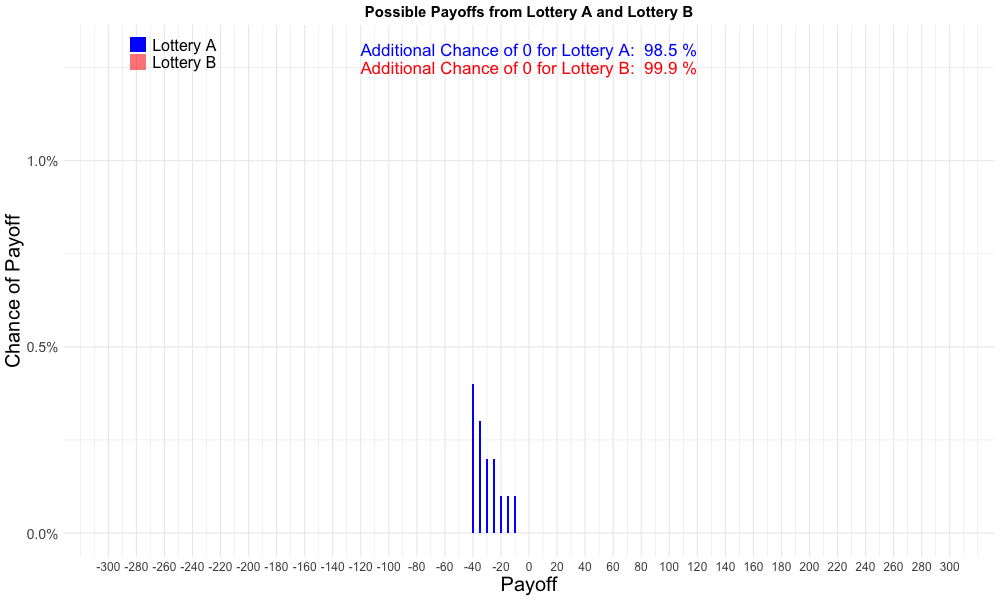 Possible Payoffs from Lottery A and Lottery B
Lottery A
Lottery B
Additional Chance of 0 for Lottery A: 98.5 %
Additional Chance of 0 for Lottery B: 99.9 %
Chance of Payoff
1.0%
0.5%
0.0%
-300 -280 -260 -240 -220 -200 -180 -160 -140 -120 -100 -80 -60 -40 -20 0 20 40 60 80 100 120 140 160 180 200 220 240 260 280 300
Payoff